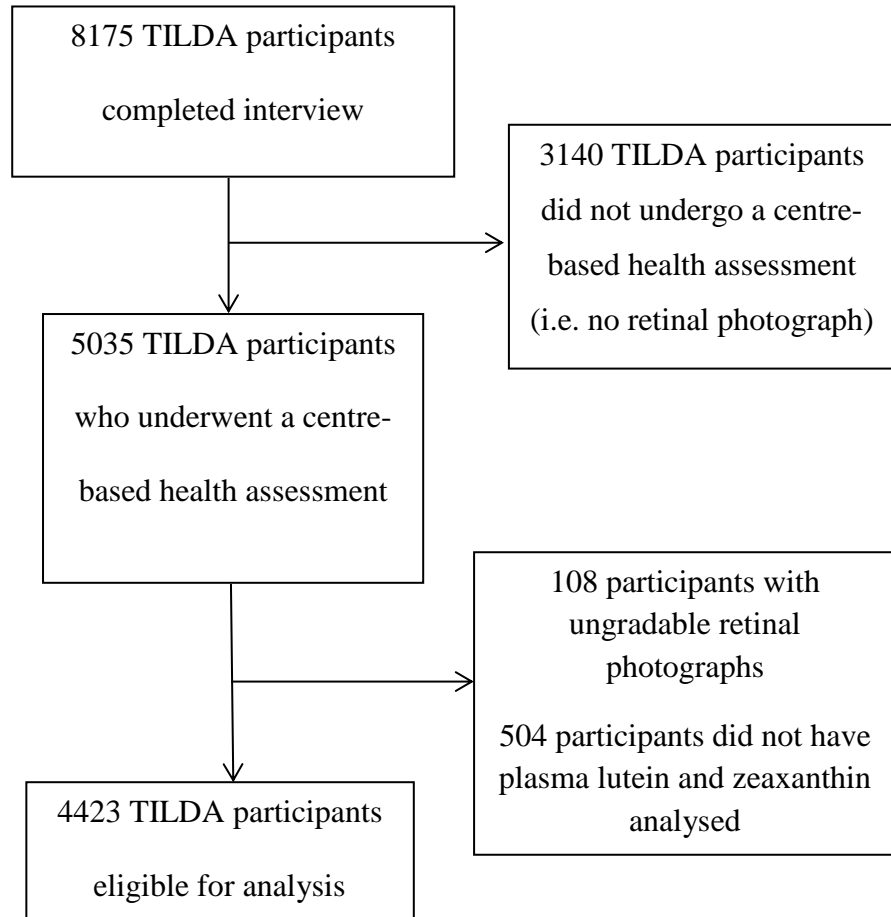 8175 TILDA participants
completed interview
3140 TILDA participants
did not undergo a centre-
based health assessment
(i.e. no retinal photograph)
5035 TILDA participants
who underwent a centre-
based health assessment
108 participants with
ungradable retinal
photographs
504 participants did not have
plasma lutein and zeaxanthin
analysed
4423 TILDA participants
eligible for analysis